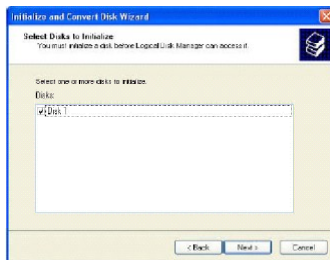 Initialize and Convert Disk Wizard
Select Disks to Initialize
You must initialize a disk before Logical Disk Manager can access it.
Select one or more disks to initialize.
Disks:
Disk 1
< Back
Next >
Cancel